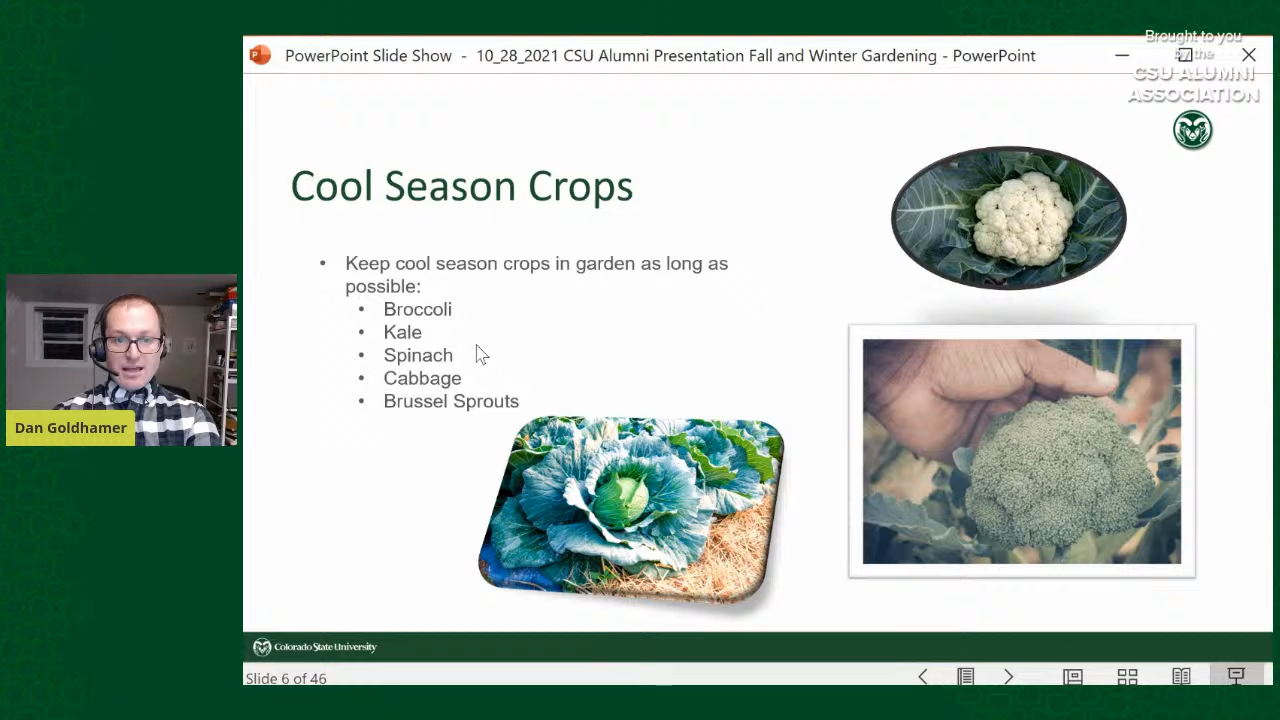 PowerPoint Slide Show - 10_28_2021 CSU Alumni Presentation Fall and Winter Gardening - PowerPoint
Brought to you
by the
CSU ALUMNI
ASSOCIATION
Cool Season Crops
• Keep cool season crops in garden as long as
possible:
• Broccoli
• Kale
• Spinach
• Cabbage
• Brussel Sprouts
Dan Goldhamer
Colorado State University
Slide 6 of 46